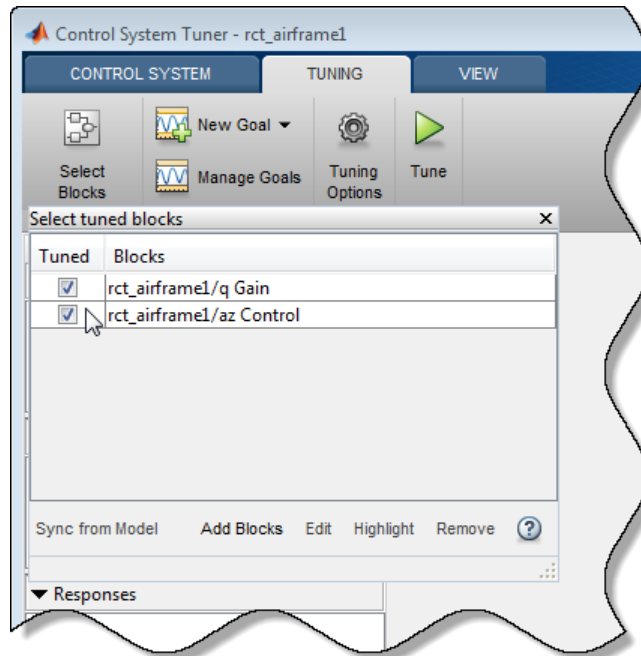 Control System Tuner - rct_airframe1
CONTROL SYSTEM TUNING VIEW
Select Blocks
New Goal
Manage Goals
Tuning Options
Tune
Select tuned blocks x
Tuned Blocks
rct_airframe1/q Gain
rct_airframe1/az Control
Sync from Model Add Blocks Edit Highlight Remove ?
Responses